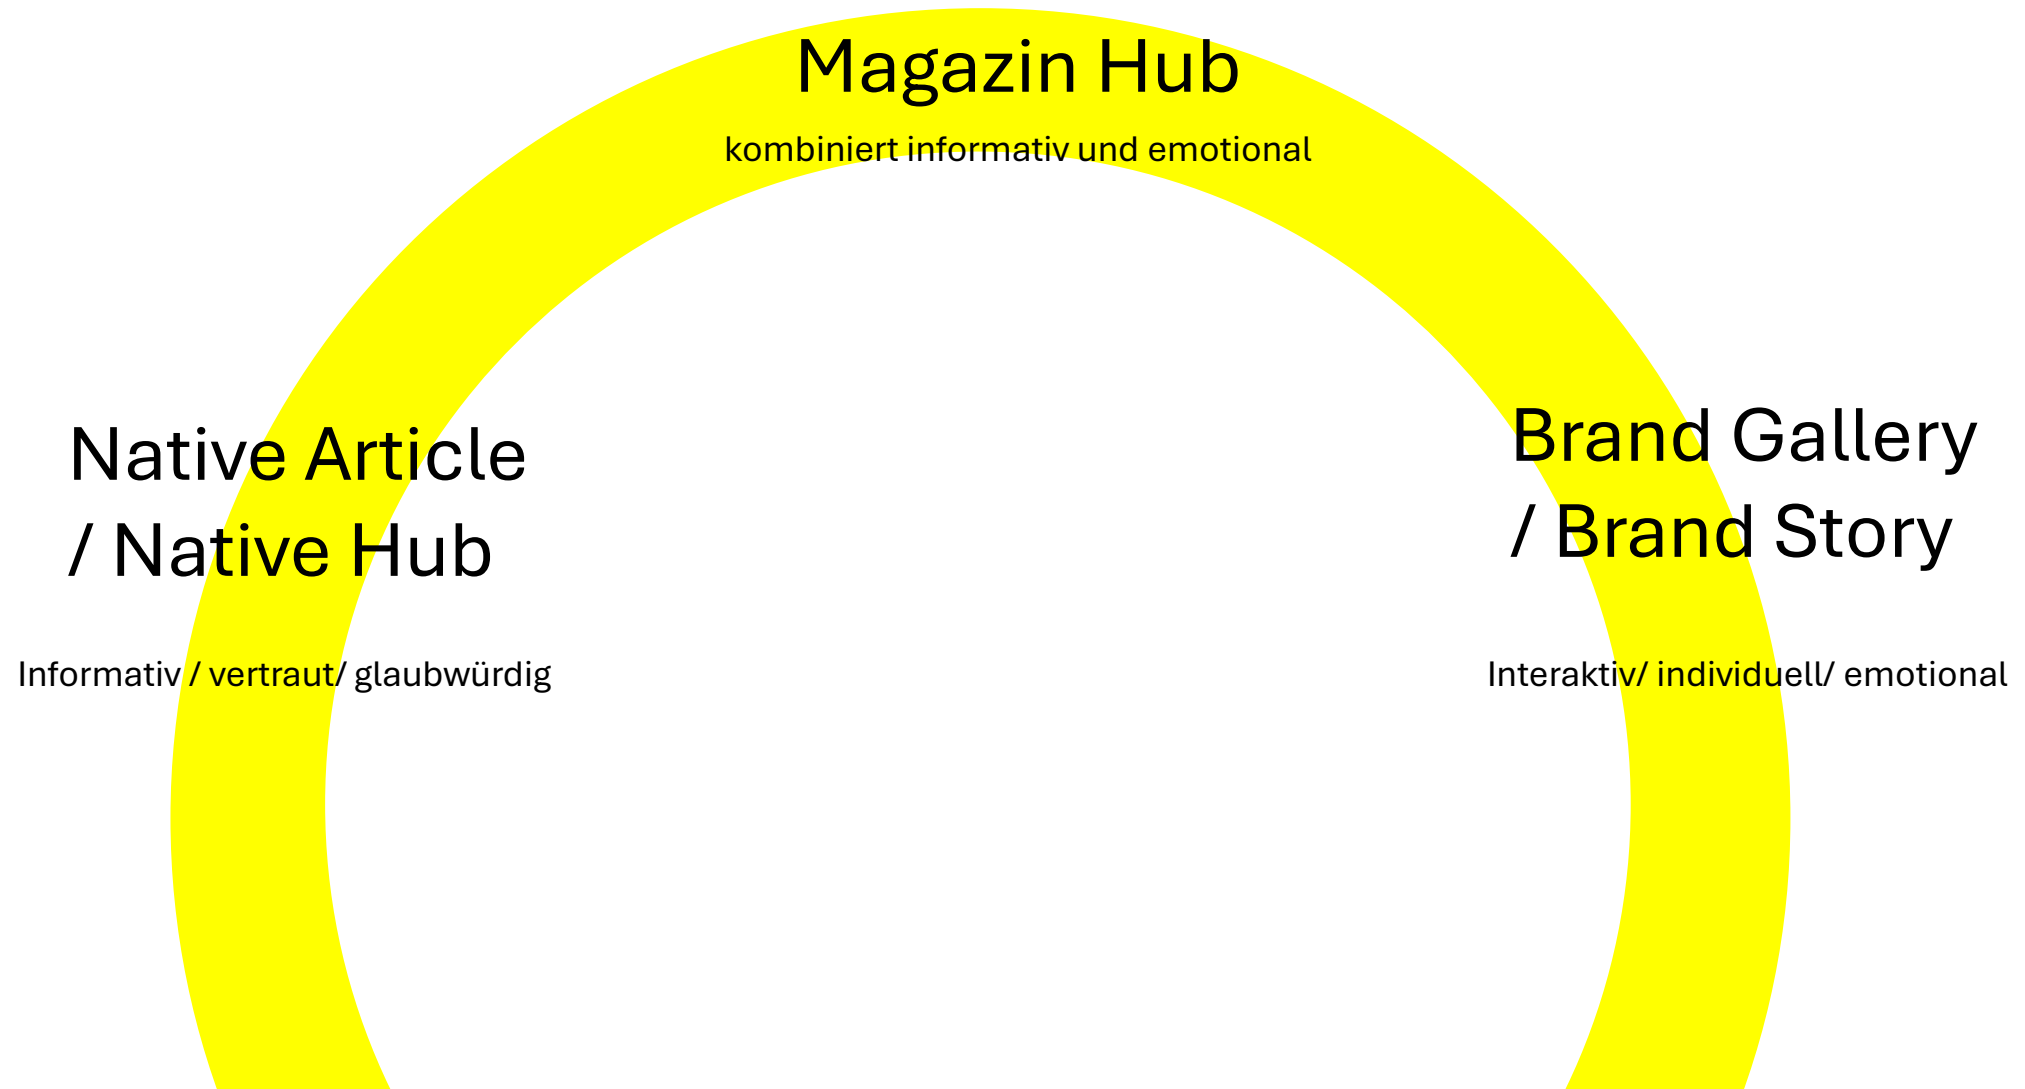 Magazin Hub
kombiniert informativ und emotional
Native Article
/ Native Hub
Informativ / vertraut/ glaubwürdig
Brand Gallery
/ Brand Story
Interaktiv/ individuell/ emotional